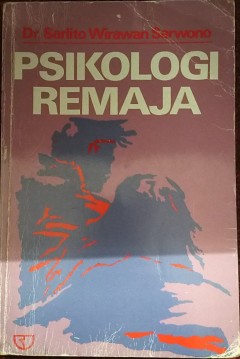 Dr. Sarlito Wirawan Sarwono
PSIKOLOGI
REMAJA